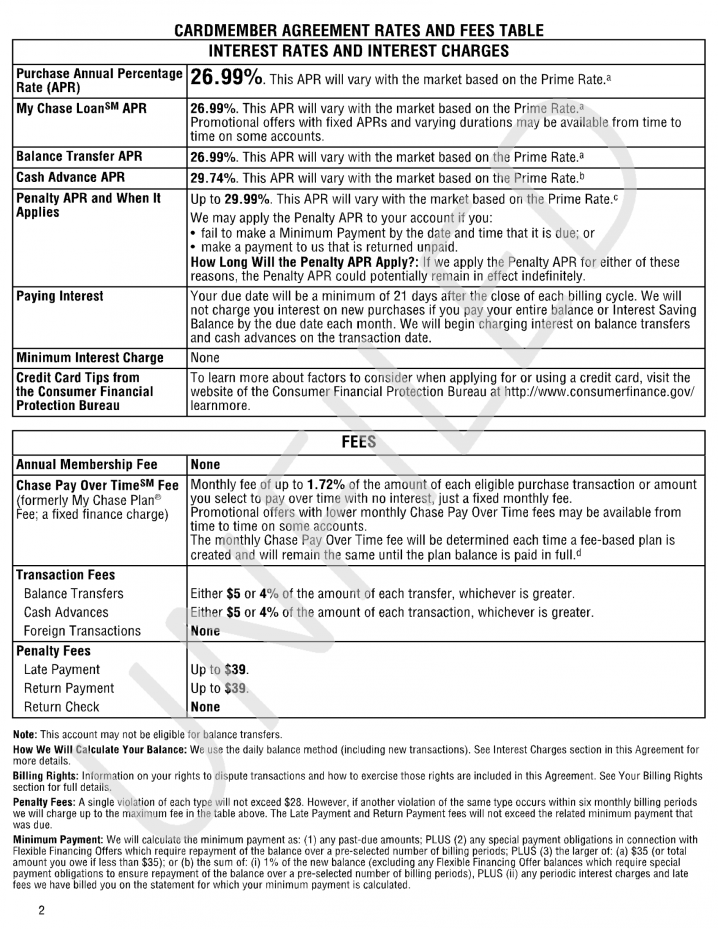 CARDMEMBER AGREEMENT RATES AND FEES TABLE
INTEREST RATES AND INTEREST CHARGES
Purchase Annual Percentage Rate (APR)
26.99%. This APR will vary with the market based on the Prime Rate.ᵃ
My Chase Loanˢᴹ APR
26.99%. This APR will vary with the market based on the Prime Rate.ᵃ
Promotional offers with fixed APRs and varying durations may be available from time to
time on some accounts.
Balance Transfer APR
26.99%. This APR will vary with the market based on the Prime Rate.ᵃ
Cash Advance APR
29.74%. This APR will vary with the market based on the Prime Rate.ᵇ
Penalty APR and When It
Applies
Up to 29.99%. This APR will vary with the market based on the Prime Rate.ᶜ
We may apply the Penalty APR to your account if you:
• fail to make a Minimum Payment by the date and time that it is due; or
• make a payment to us that is returned unpaid.
How Long Will the Penalty APR Apply?: If we apply the Penalty APR for either of these
reasons, the Penalty APR could potentially remain in effect indefinitely.
Paying Interest
Your due date will be a minimum of 21 days after the close of each billing cycle. We will
not charge you interest on new purchases if you pay your entire balance or Interest Saving
Balance by the due date each month. We will begin charging interest on balance transfers
and cash advances on the transaction date.
Minimum Interest Charge
None
Credit Card Tips from
the Consumer Financial
Protection Bureau
To learn more about factors to consider when applying for or using a credit card, visit the
website of the Consumer Financial Protection Bureau at http://www.consumerfinance.gov/
learnmore.
FEES
Annual Membership Fee
None
Chase Pay Over Timeˢᴹ Fee
(formerly My Chase Plan®
Fee; a fixed finance charge)
Monthly fee of up to 1.72% of the amount of each eligible purchase transaction or amount
you select to pay over time with no interest, just a fixed monthly fee.
Promotional offers with lower monthly Chase Pay Over Time fees may be available from
time to time on some accounts.
The monthly Chase Pay Over Time fee will be determined each time a fee-based plan is
created and will remain the same until the plan balance is paid in full.ᵈ
Transaction Fees
Balance Transfers
Either $5 or 4% of the amount of each transfer, whichever is greater.
Cash Advances
Either $5 or 4% of the amount of each transaction, whichever is greater.
Foreign Transactions
None
Penalty Fees
Late Payment
Up to $39.
Return Payment
Up to $39.
Return Check
None
Note: This account may not be eligible for balance transfers.
How We Will Calculate Your Balance: We use the daily balance method (including new transactions). See Interest Charges section in this Agreement for
more details.
Billing Rights: Information on your rights to dispute transactions and how to exercise those rights are included in this Agreement. See Your Billing Rights
section for full details.
Penalty Fees: A single violation of each type will not exceed $28. However, if another violation of the same type occurs within six monthly billing periods
we will charge up to the maximum fee in the table above. The Late Payment and Return Payment fees will not exceed the related minimum payment that
was due.
Minimum Payment: We will calculate the minimum payment as: (1) any past-due amounts; PLUS (2) any special payment obligations in connection with
Flexible Financing Offers which require repayment of the balance over a pre-selected number of billing periods; PLUS (3) the larger of: (a) $35 (or total
amount you owe if less than $35); or (b) the sum of: (i) 1% of the new balance (excluding any Flexible Financing Offer balances which require special
payment obligations to ensure repayment of the balance over a pre-selected number of billing periods), PLUS (ii) any periodic interest charges and late
fees we have billed you on the statement for which your minimum payment is calculated.
2
UNFILED